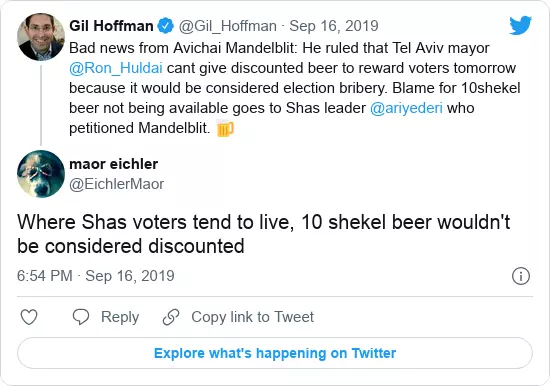 Gil Hoffman @Gil_Hoffman · Sep 16, 2019
Bad news from Avichai Mandelblit: He ruled that Tel Aviv mayor
@Ron_Huldai cant give discounted beer to reward voters tomorrow
because it would be considered election bribery. Blame for 10shekel
beer not being available goes to Shas leader @ariyederi who
petitioned Mandelblit. 🍺
maor eichler
@EichlerMaor
Where Shas voters tend to live, 10 shekel beer wouldn't
be considered discounted
6:54 PM · Sep 16, 2019
Reply Copy link to Tweet
Explore what's happening on Twitter